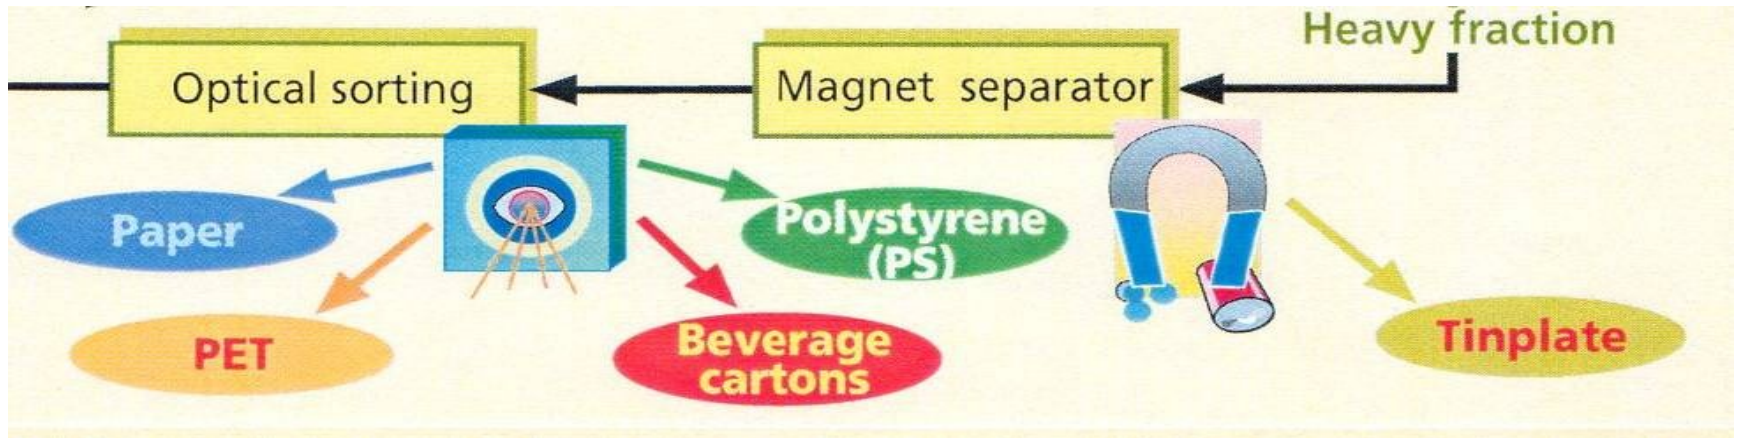 Heavy fraction
Optical sorting
Magnet separator
Paper
Polystyrene
(PS)
PET
Beverage
cartons
Tinplate